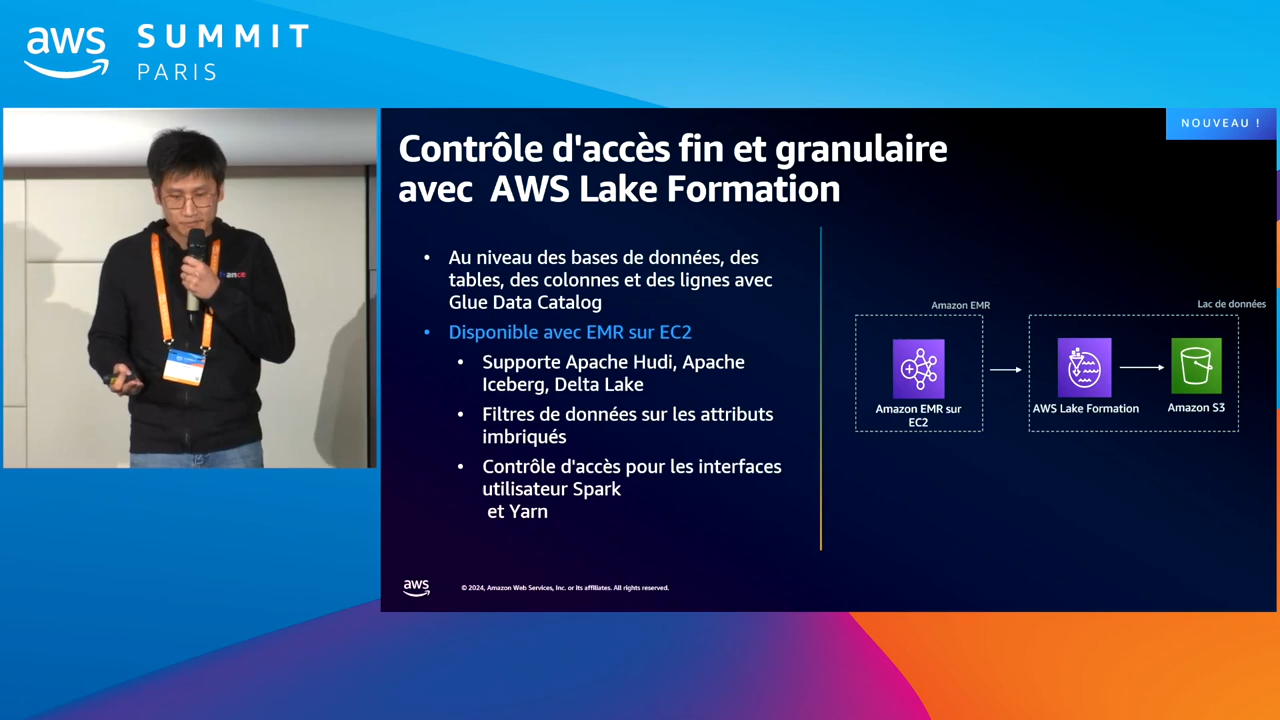 aws
SUMMIT
PARIS
NOUVEAU !
Contrôle d'accès fin et granulaire
avec AWS Lake Formation
• Au niveau des bases de données, des
tables, des colonnes et des lignes avec
Glue Data Catalog
• Disponible avec EMR sur EC2
• Supporte Apache Hudi, Apache
Iceberg, Delta Lake
• Filtres de données sur les attributs
imbriqués
• Contrôle d'accès pour les interfaces
utilisateur Spark
et Yarn
Amazon EMR
Amazon EMR sur
EC2
Lac de données
AWS Lake Formation
Amazon S3
aws
© 2024, Amazon Web Services, Inc. or its affiliates. All rights reserved.